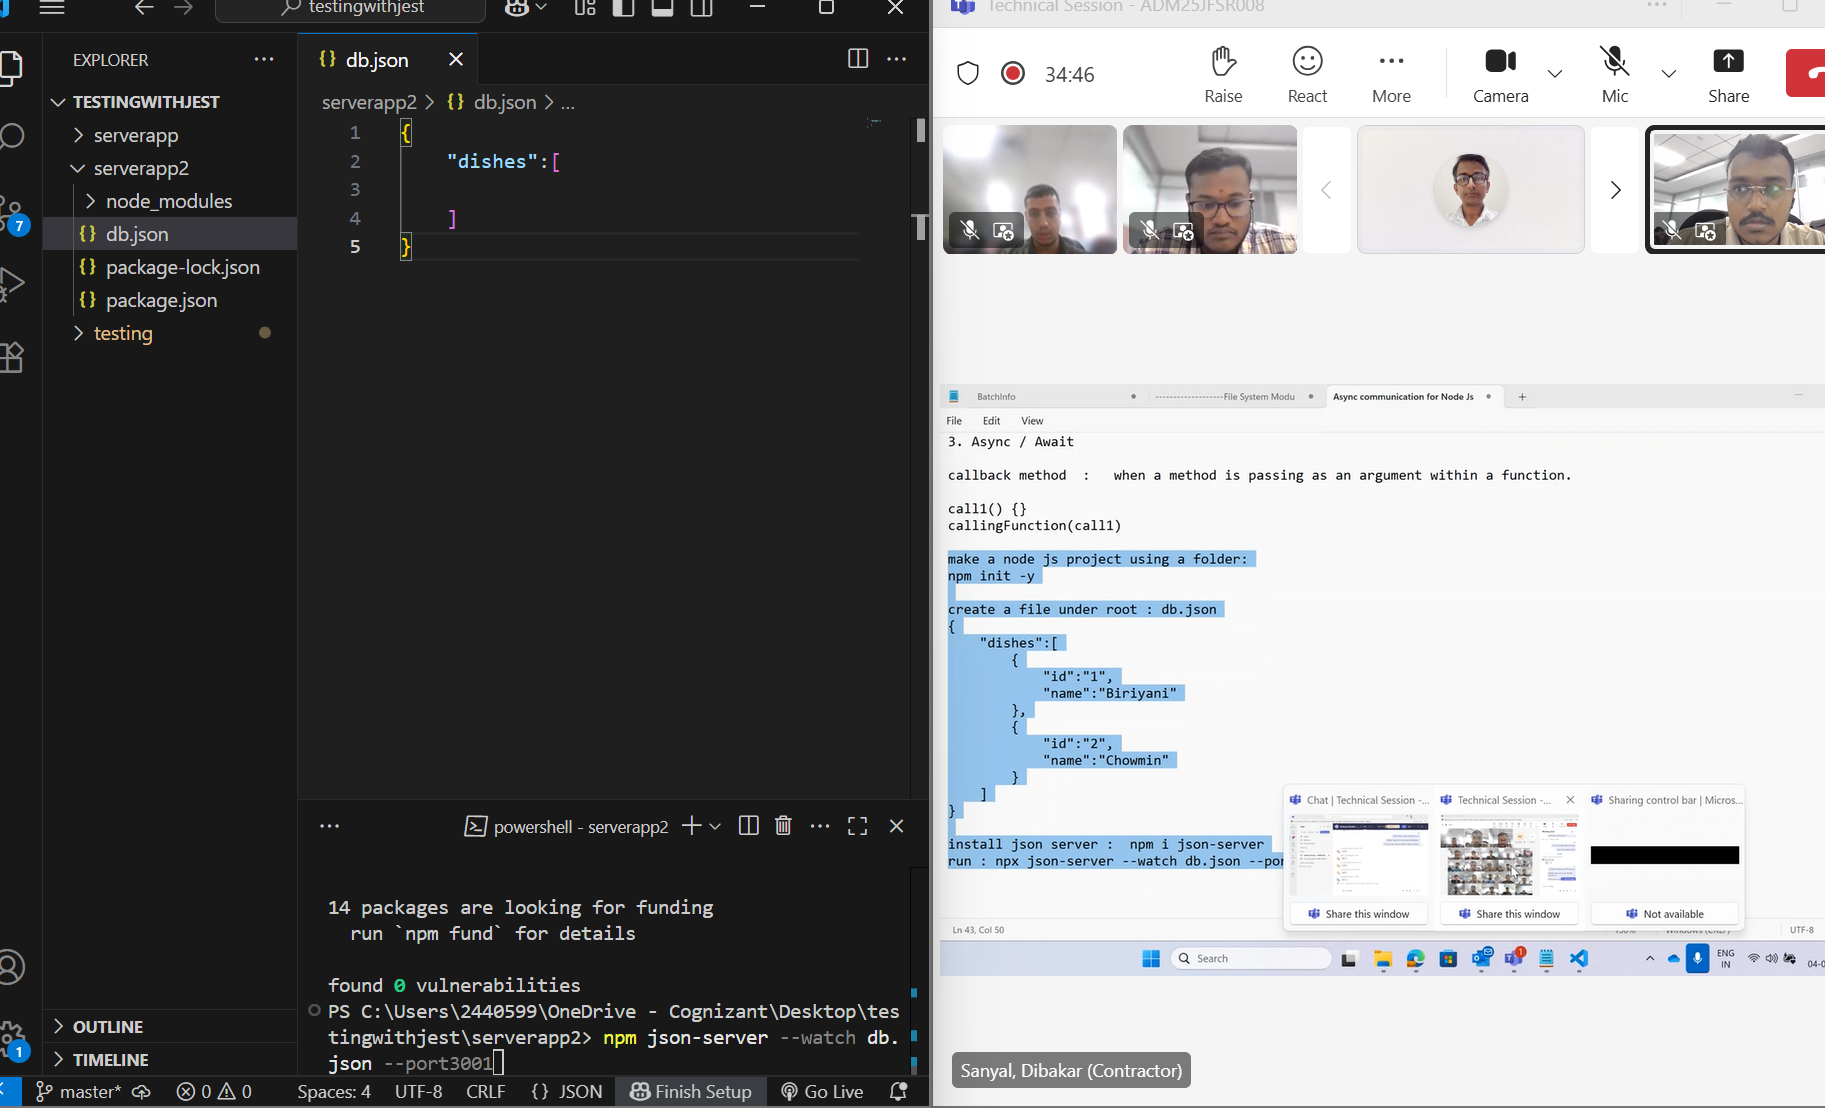 testingwithjest
EXPLORER
TESTINGWITHJEST
serverapp
serverapp2
node_modules
db.json
package-lock.json
package.json
testing
OUTLINE
TIMELINE
7
1
db.json
serverapp2 > {} db.json > ...
1 {
2 "dishes":[
3
4 ]
5 }
powershell - serverapp2
14 packages are looking for funding
run `npm fund` for details
found 0 vulnerabilities
PS C:\Users\2440599\OneDrive - Cognizant\Desktop\tes
tingwithjest\serverapp2> npm json-server --watch db.
json --port3001
master* 0 0 Spaces: 4 UTF-8 CRLF {} JSON Finish Setup Go Live
Technical Session - ADM25JFSR008
34:46
Raise React More Camera Mic Share
BatchInfo
-------------------File System Modu
Async communication for Node Js
File Edit View
3. Async / Await
callback method : when a method is passing as an argument within a function.
call1() {}
callingFunction(call1)
make a node js project using a folder:
npm init -y
create a file under root : db.json
{
"dishes":[
{
"id":"1",
"name":"Biriyani"
},
{
"id":"2",
"name":"Chowmin"
}
]
}
install json server : npm i json-server
run : npx json-server --watch db.json --por
Chat | Technical Session -...
Technical Session -...
Sharing control bar | Micros...
Share this window
Share this window
Not available
Ln 43, Col 50
UTF-8
Search
1
ENG
IN
04-0
Sanyal, Dibakar (Contractor)